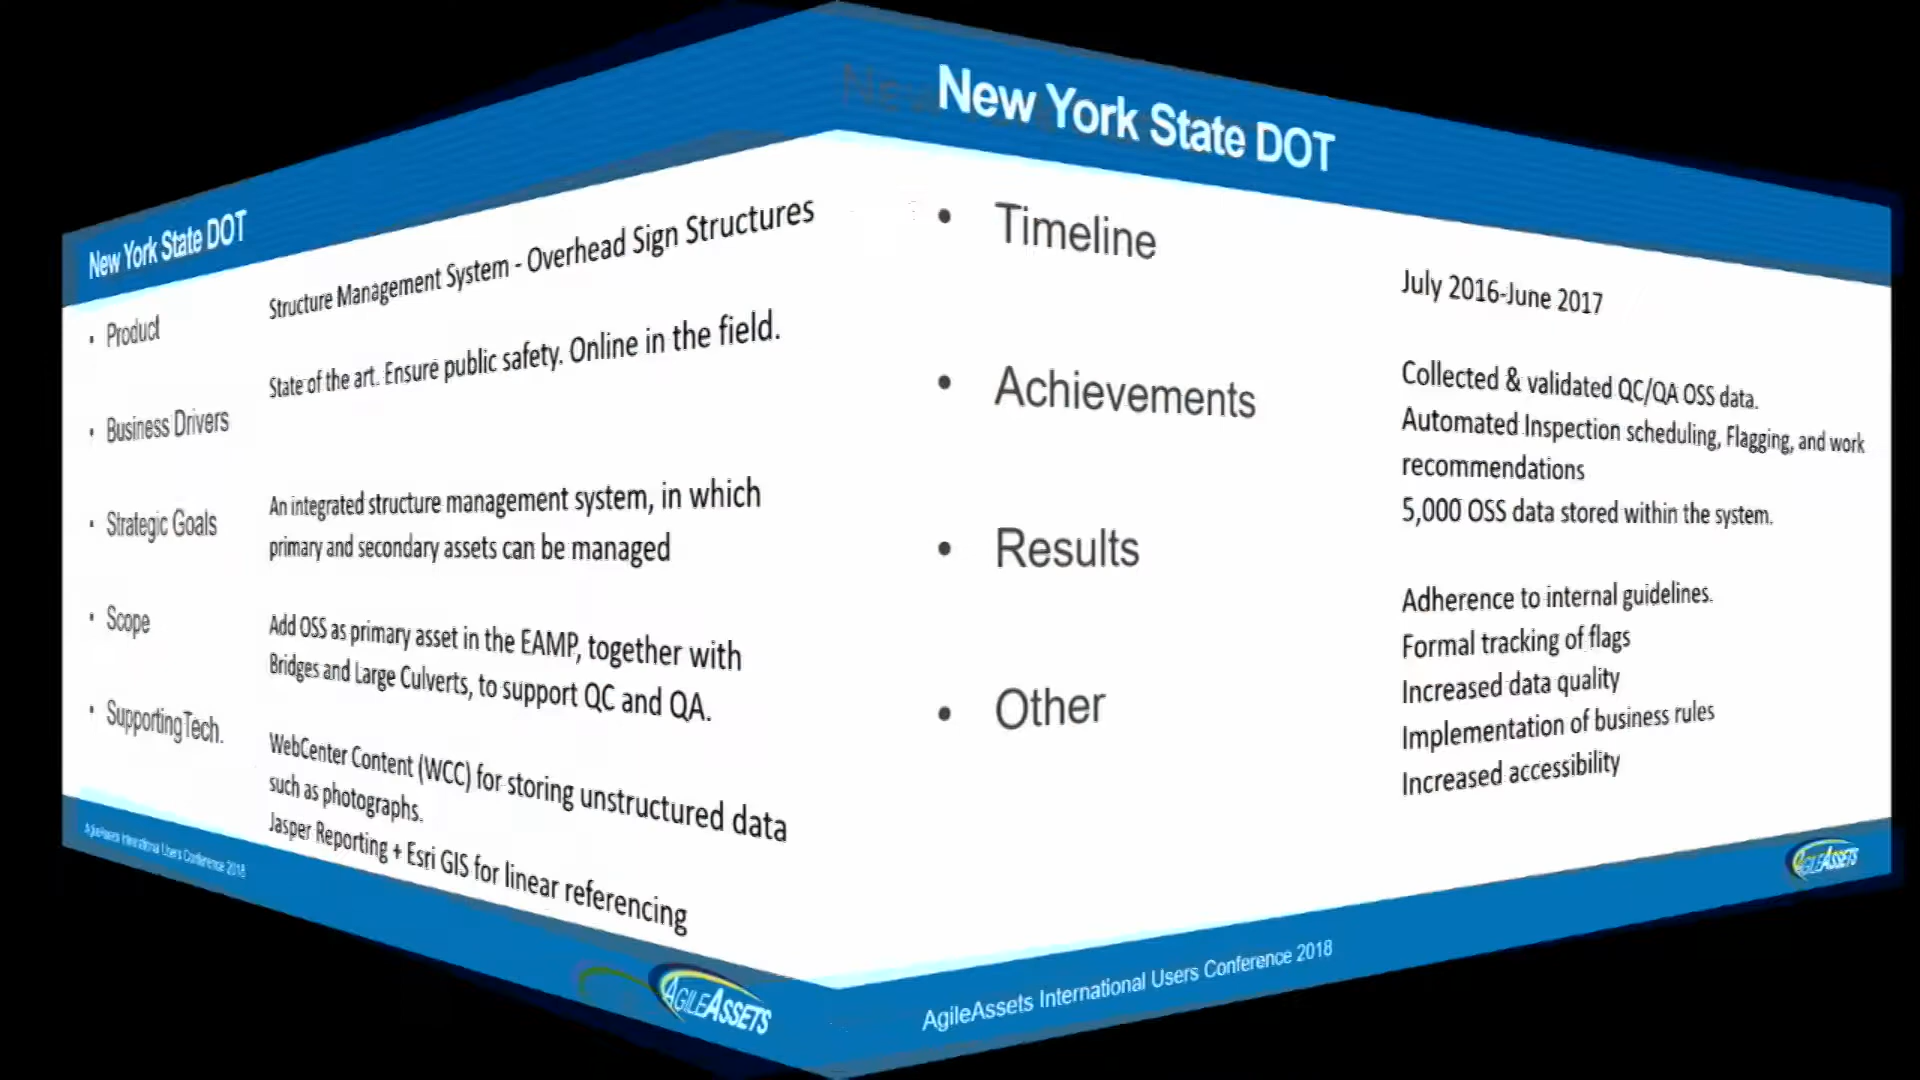 New York State DOT
• Product
Structure Management System - Overhead Sign Structures
• Business Drivers
State of the art. Ensure public safety. Online in the field.
• Strategic Goals
An integrated structure management system, in which
primary and secondary assets can be managed
• Scope
Add OSS as primary asset in the EAMP, together with
Bridges and Large Culverts, to support QC and QA.
• SupportingTech.
WebCenter Content (WCC) for storing unstructured data
such as photographs.
Jasper Reporting + Esri GIS for linear referencing
AgileAssets International Users Conference 2018
AGILEASSETS
New York State DOT
• Timeline
July 2016-June 2017
• Achievements
Collected & validated QC/QA OSS data.
Automated Inspection scheduling, Flagging, and work
recommendations
5,000 OSS data stored within the system.
• Results
Adherence to internal guidelines.
Formal tracking of flags
Increased data quality
Implementation of business rules
Increased accessibility
• Other
AgileAssets International Users Conference 2018
AGILEASSETS